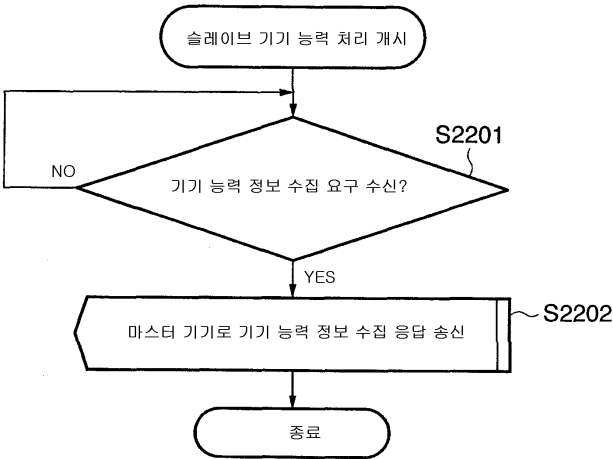 슬레이브 기기 능력 처리 개시
S2201
NO
기기 능력 정보 수집 요구 수신?
YES
마스터 기기로 기기 능력 정보 수집 응답 송신
S2202
종료